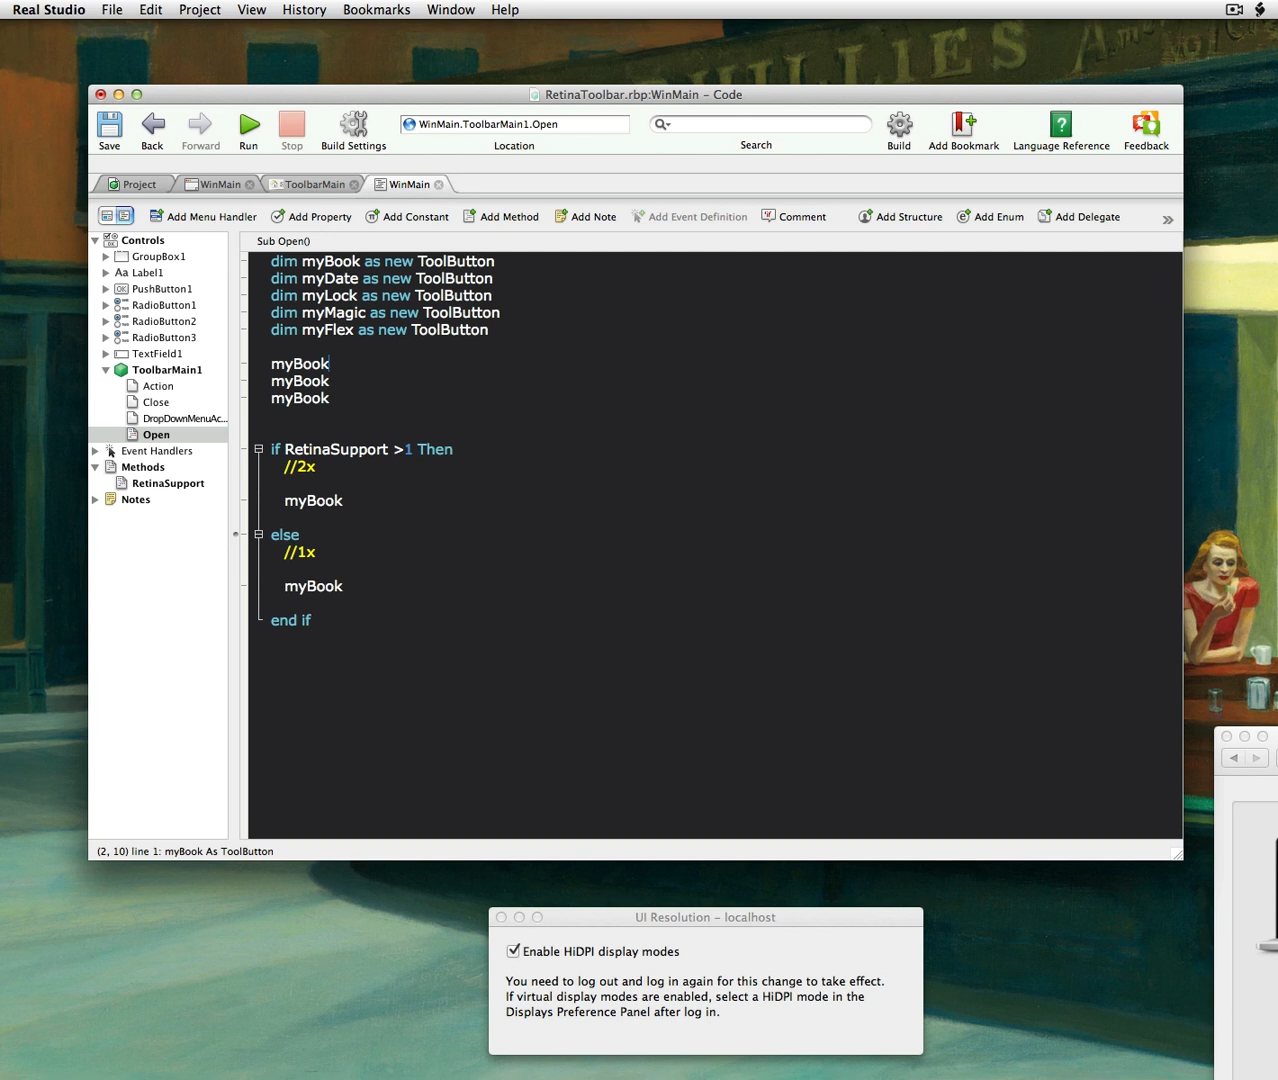 Real Studio File Edit Project View History Bookmarks Window Help
PHILLIES
RetinaToolbar.rbp:WinMain – Code
WinMain.ToolbarMain1.Open
Save Back Forward Run Stop Build Settings Location Search Build Add Bookmark Language Reference Feedback
Project WinMain ToolbarMain WinMain
Add Menu Handler Add Property Add Constant Add Method Add Note Add Event Definition Comment Add Structure Add Enum Add Delegate
Controls
GroupBox1
Aa Label1
OK PushButton1
RadioButton1
RadioButton2
RadioButton3
TextField1
ToolbarMain1
Action
Close
DropDownMenuAc...
Open
Event Handlers
Methods
RetinaSupport
Notes
Sub Open()
dim myBook as new ToolButton
dim myDate as new ToolButton
dim myLock as new ToolButton
dim myMagic as new ToolButton
dim myFlex as new ToolButton
myBook
myBook
myBook
if RetinaSupport >1 Then
//2x
myBook
else
//1x
myBook
end if
(2, 10) line 1: myBook As ToolButton
UI Resolution – localhost
Enable HiDPI display modes
You need to log out and log in again for this change to take effect.
If virtual display modes are enabled, select a HiDPI mode in the
Displays Preference Panel after log in.